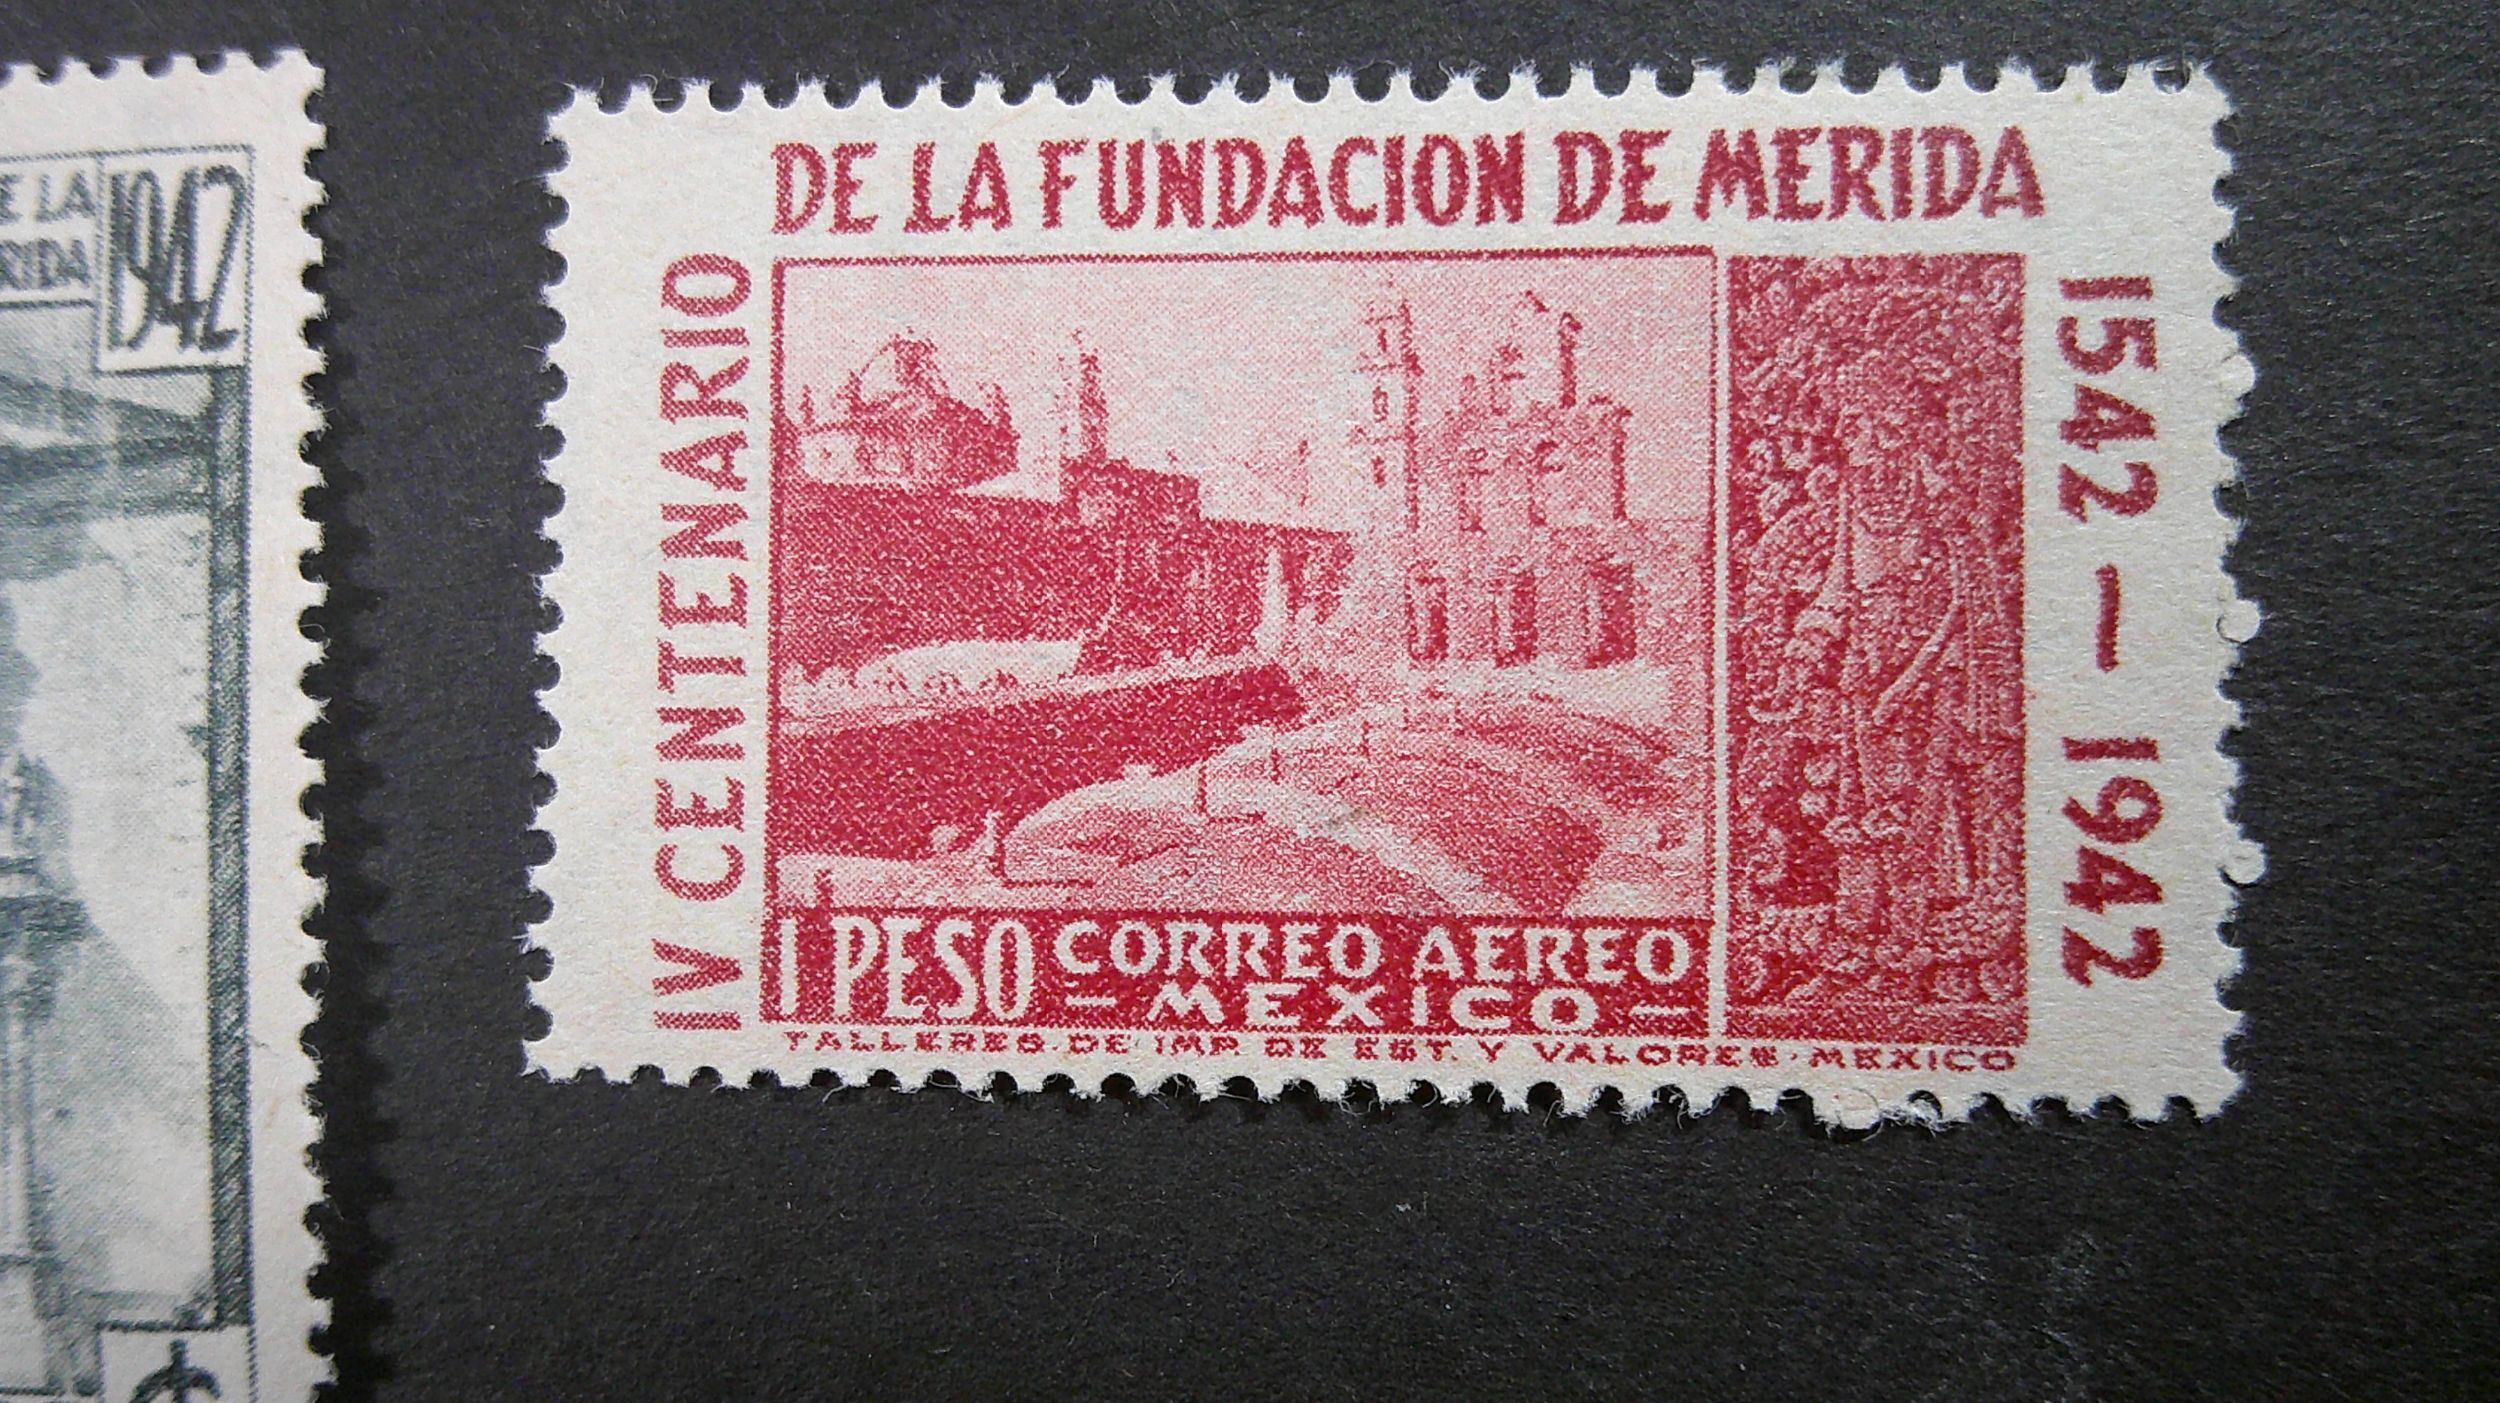 E LA
RIDA
1942
DE LA FUNDACION DE MERIDA
IV CENTENARIO
1542 — 1942
1 PESO CORREO AEREO
— MEXICO —
TALLERES·DE IMP. DE EST. Y VALORES·MEXICO